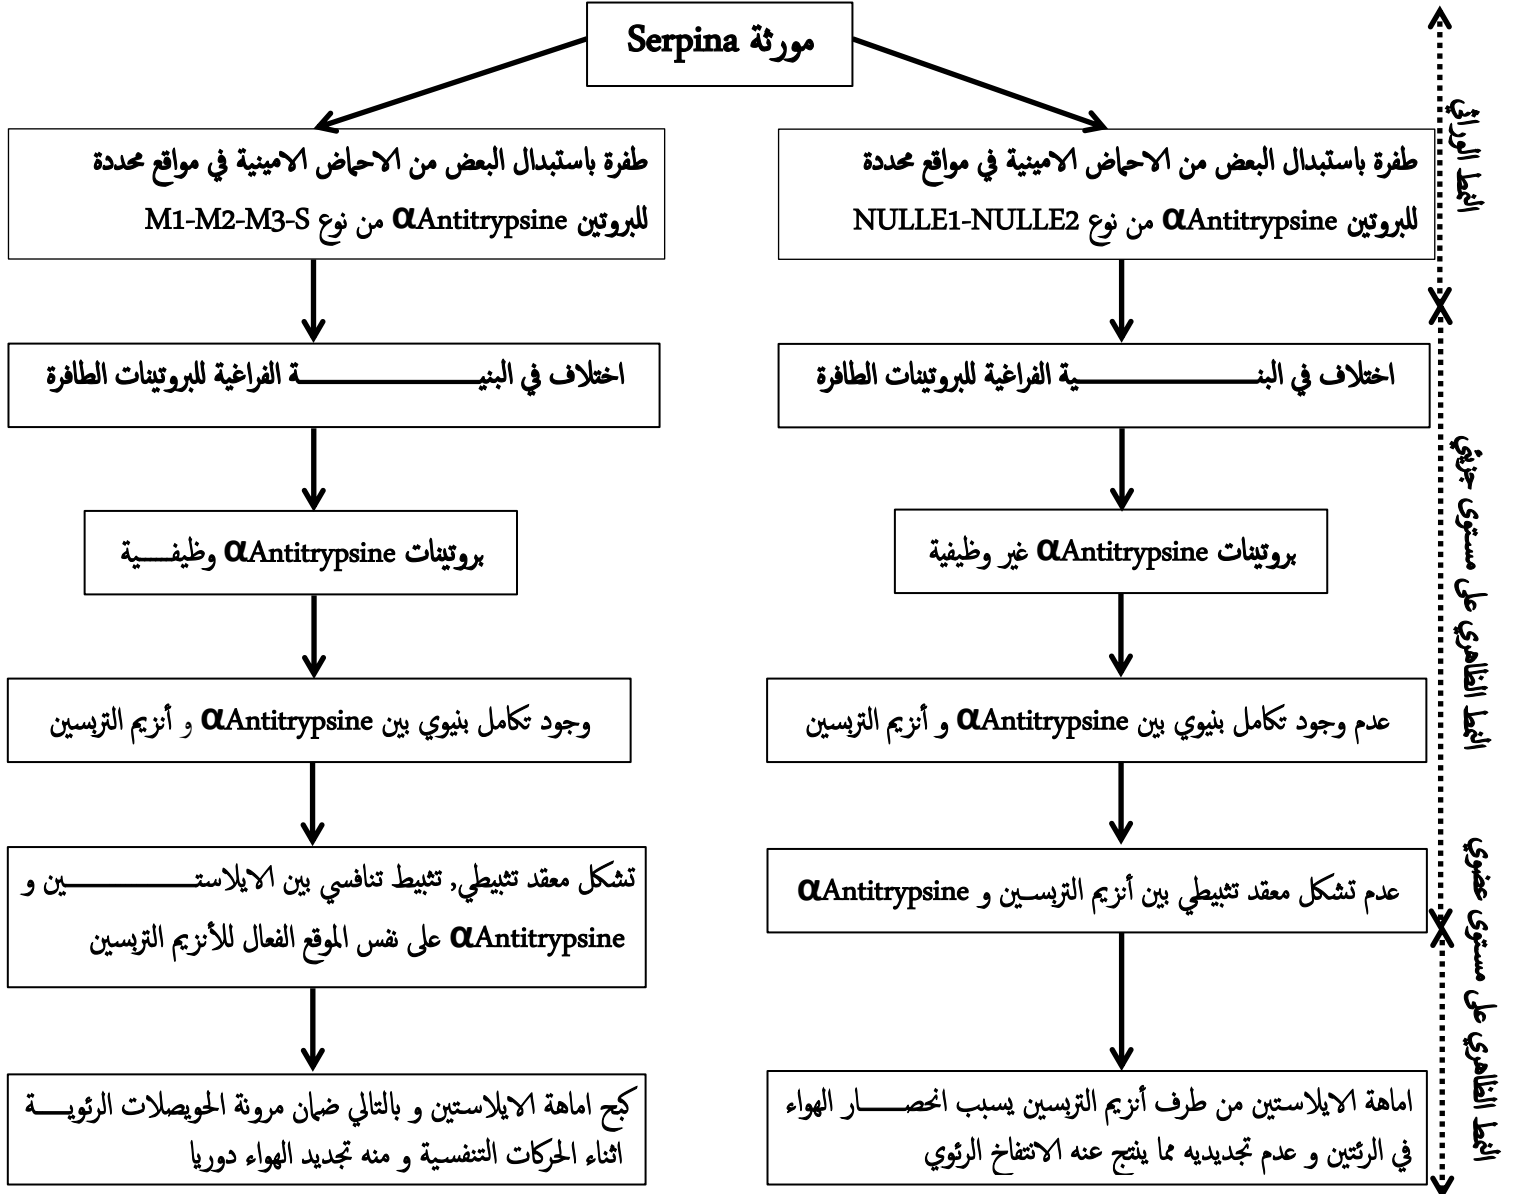 مورثة Serpina
طفرة باستبدال البعض من الاحماض الامينية في مواقع محددة
للبروتين αAntitrypsine من نوع NULLE1-NULLE2
طفرة باستبدال البعض من الاحماض الامينية في مواقع محددة
للبروتين αAntitrypsine من نوع M1-M2-M3-S
النمط الوراثي
اختلاف في البنـــــــــية الفراغية للبروتينات الطافرة
اختلاف في البنيـــــــــة الفراغية للبروتينات الطافرة
بروتينات αAntitrypsine غير وظيفية
بروتينات αAntitrypsine وظيفـــية
النمط الظاهري على مستوى جزيئي
عدم وجود تكامل بنيوي بين αAntitrypsine و أنزيم التربسين
وجود تكامل بنيوي بين αAntitrypsine و أنزيم التربسين
عدم تشكل معقد تثبيطي بين أنزيم التربسـين و αAntitrypsine
تشكل معقد تثبيطي, تثبيط تنافسي بين الايلاستـــــــــين و
αAntitrypsine على نفس الموقع الفعال للأنزيم التربسين
النمط الظاهري على مستوى عضوي
اماهة الايلاستين من طرف أنزيم التربسين يسبب انحصـــار الهواء
في الرئتين و عدم تجديديه مما ينتج عنه الانتفاخ الرئوي
كبح اماهة الايلاستين و بالتالي ضمان مرونة الحويصلات الرئويـــة
اثناء الحركات التنفسية و منه تجديد الهواء دوريا